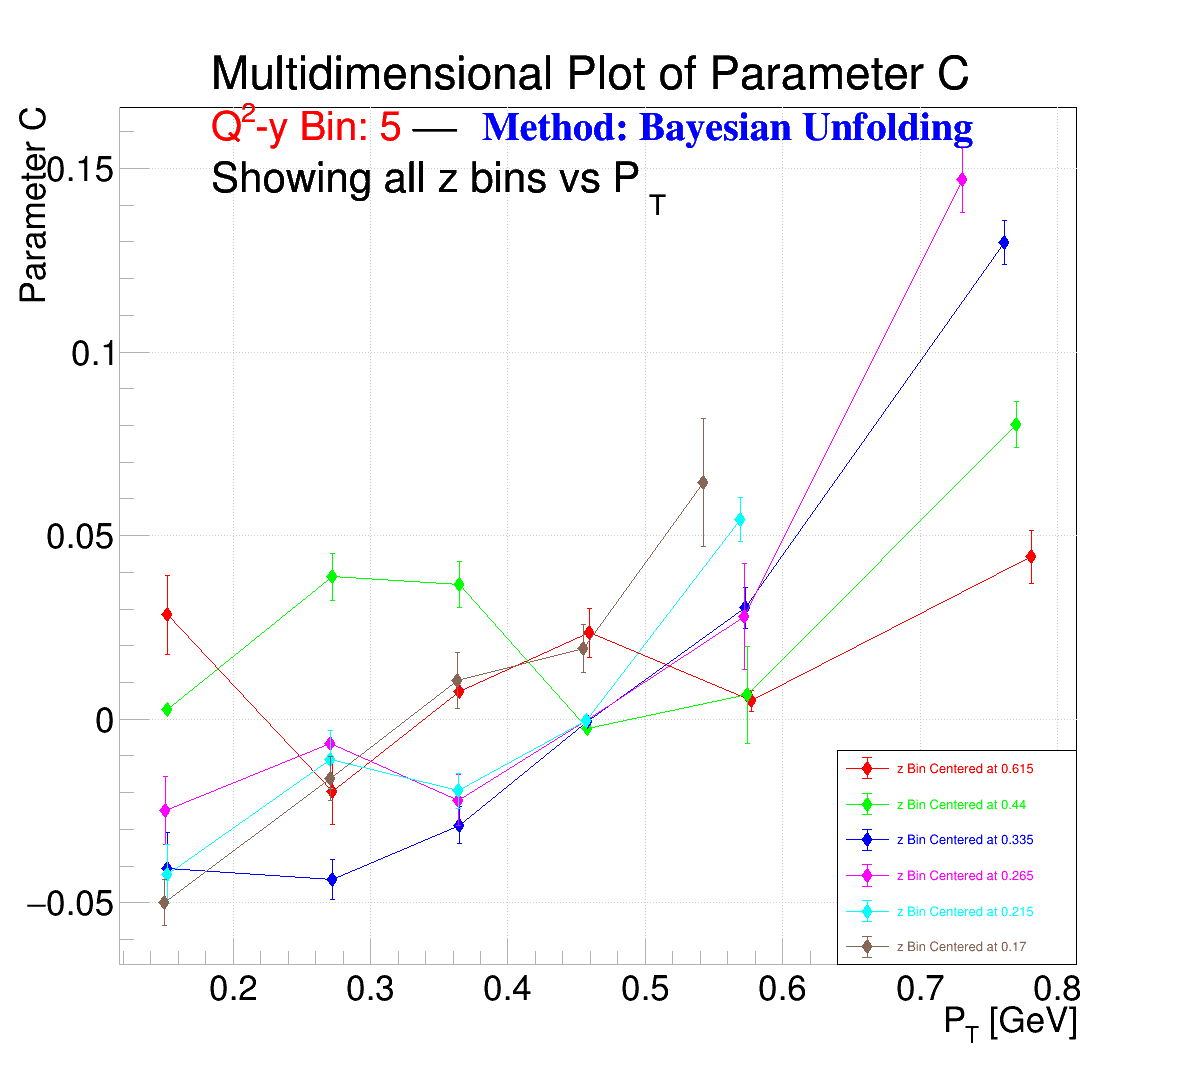 Multidimensional Plot of Parameter C
Q²-y Bin: 5 — Method: Bayesian Unfolding
Showing all z bins vs P_T
Parameter C
0.15
0.1
0.05
0
−0.05
z Bin Centered at 0.615
z Bin Centered at 0.44
z Bin Centered at 0.335
z Bin Centered at 0.265
z Bin Centered at 0.215
z Bin Centered at 0.17
0.2 0.3 0.4 0.5 0.6 0.7 0.8
P_T [GeV]